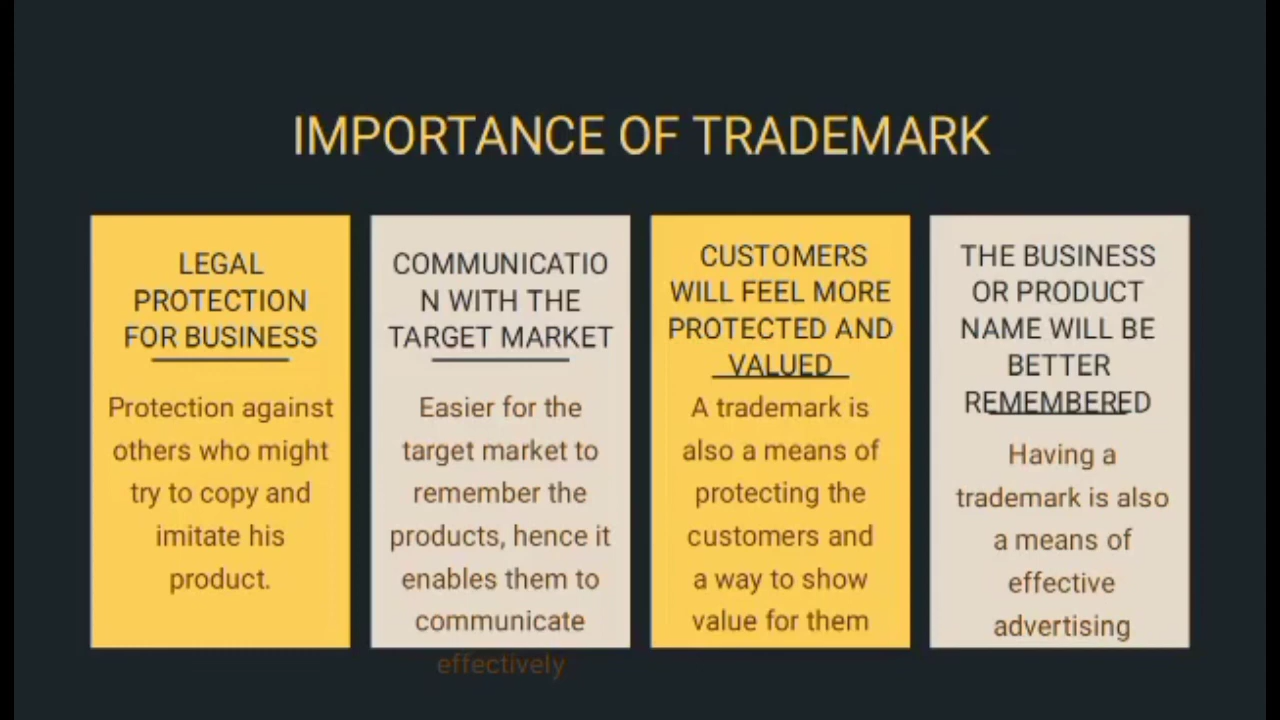 IMPORTANCE OF TRADEMARK
LEGAL
PROTECTION
FOR BUSINESS
Protection against
others who might
try to copy and
imitate his
product.
COMMUNICATIO
N WITH THE
TARGET MARKET
Easier for the
target market to
remember the
products, hence it
enables them to
communicate
effectively
CUSTOMERS
WILL FEEL MORE
PROTECTED AND
VALUED
A trademark is
also a means of
protecting the
customers and
a way to show
value for them
THE BUSINESS
OR PRODUCT
NAME WILL BE
BETTER
REMEMBERED
Having a
trademark is also
a means of
effective
advertising